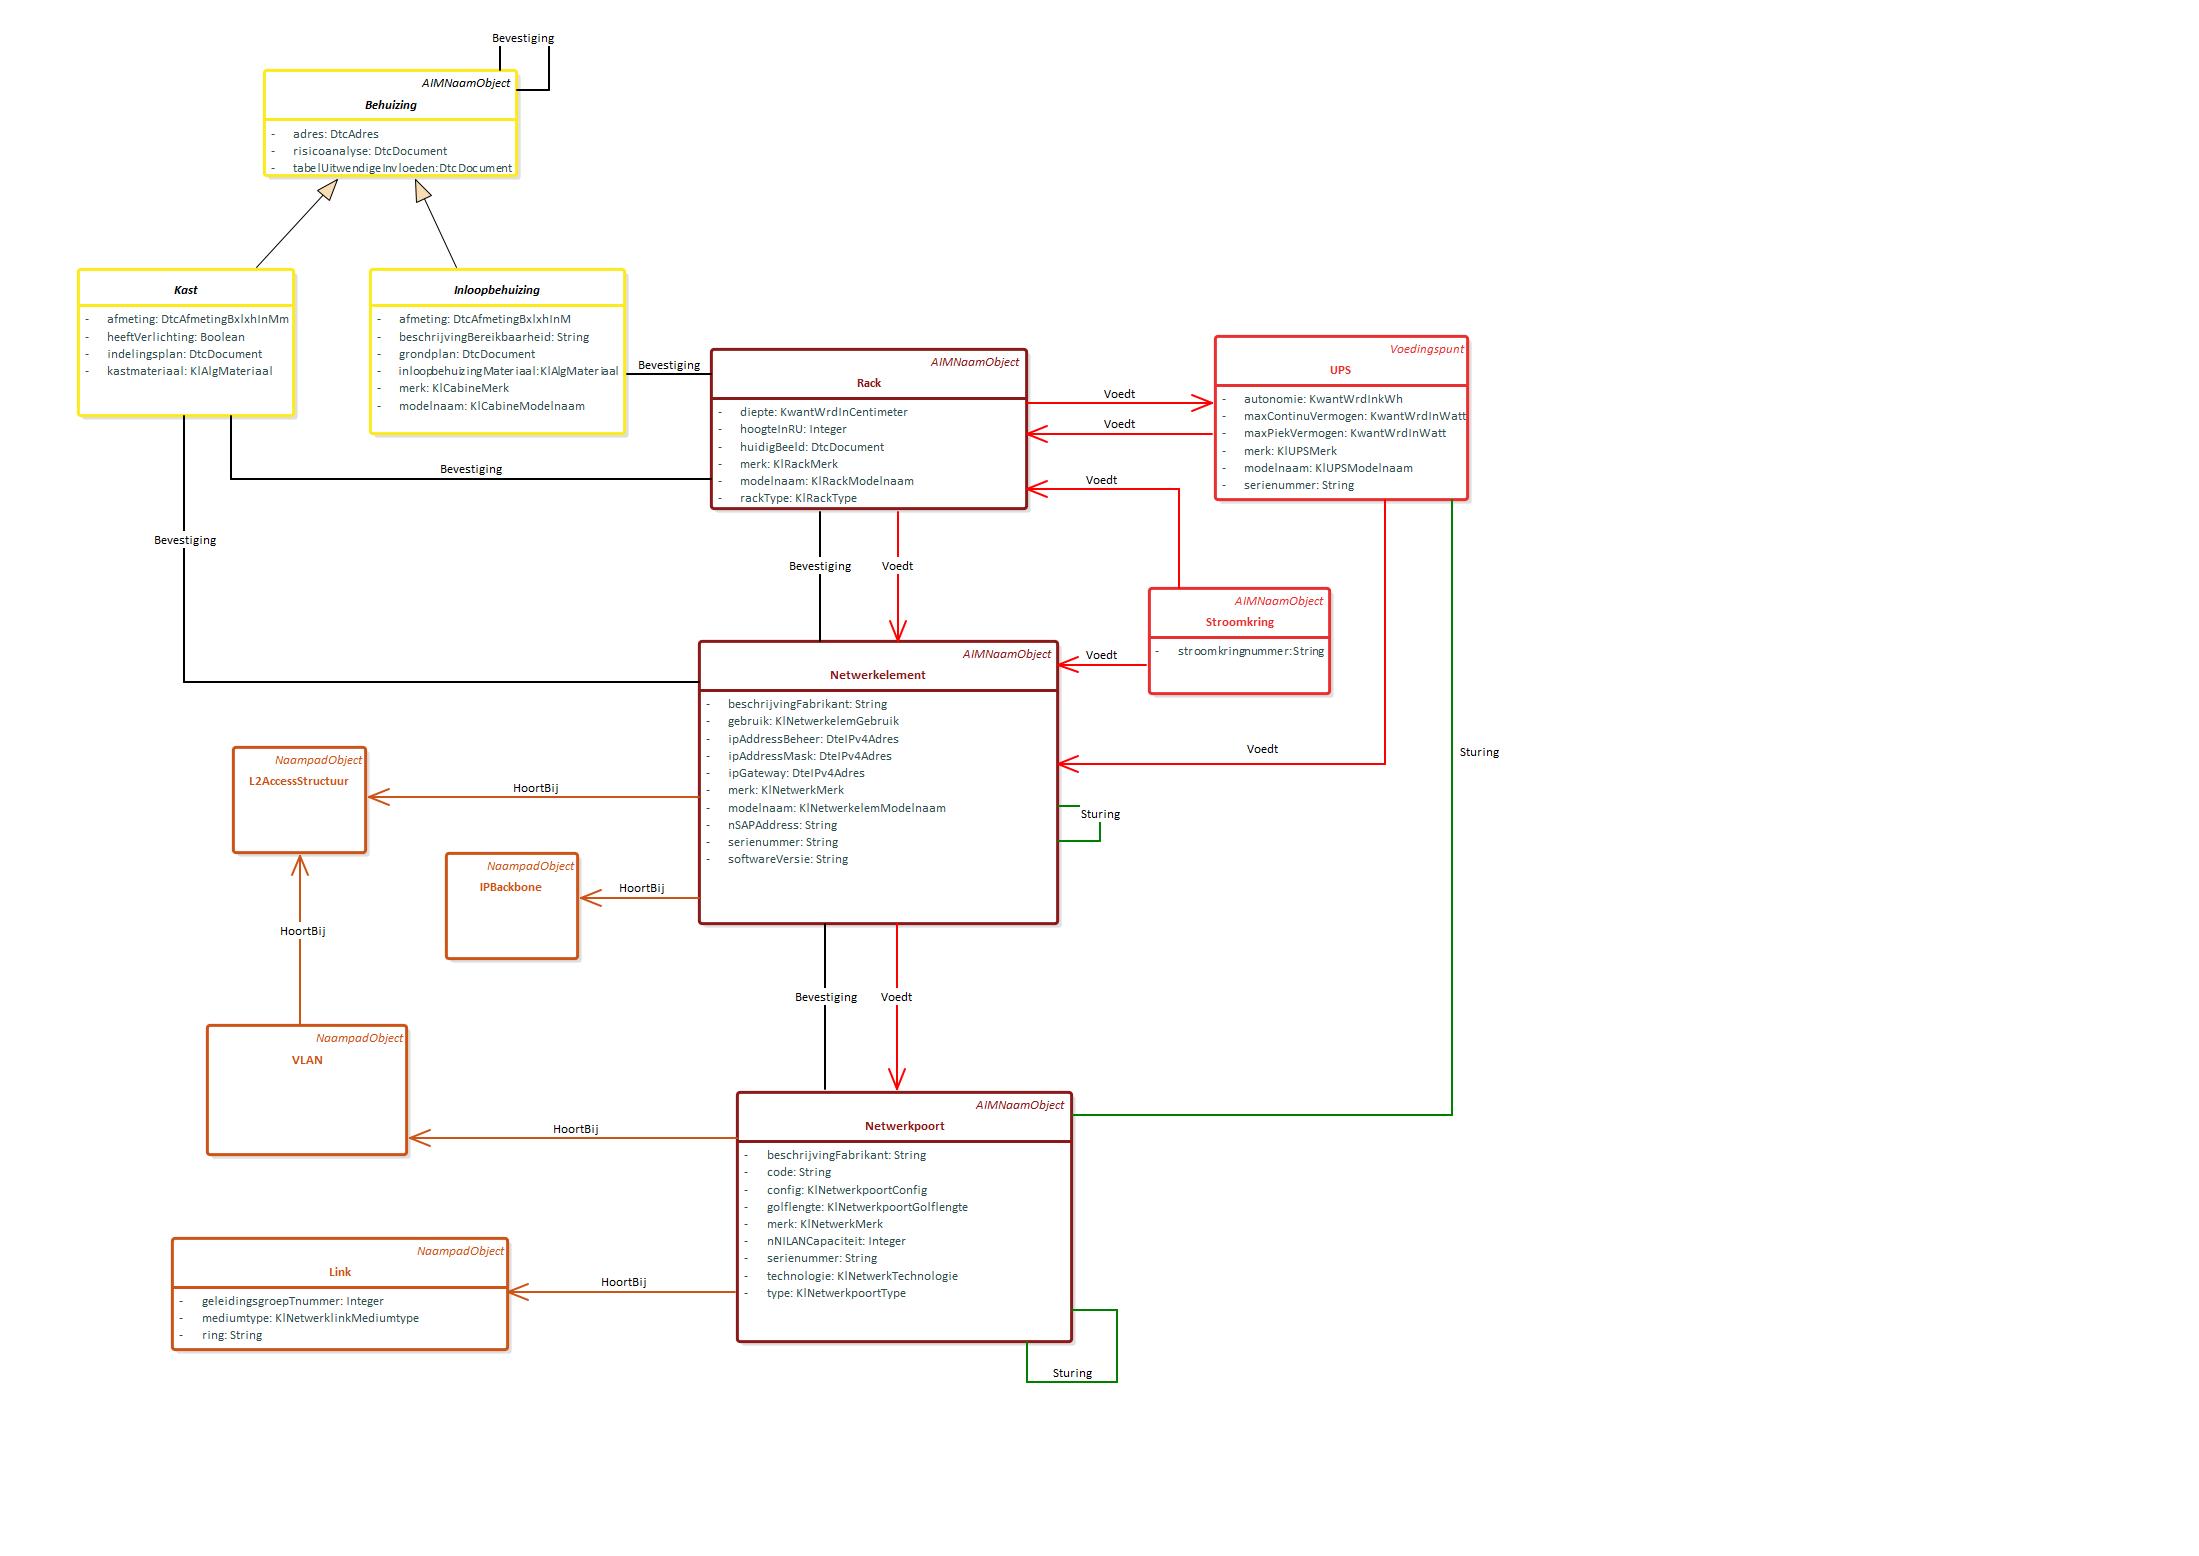 Bevestiging
AIMNaamObject
Behuizing
- adres: DtcAdres
- risicoanalyse: DtcDocument
- tabelUitwendigeInvloeden: DtcDocument
Kast
- afmeting: DtcAfmetingBxlxhInMm
- heeftVerlichting: Boolean
- indelingsplan: DtcDocument
- kastmateriaal: KlAlgMateriaal
Inloopbehuizing
- afmeting: DtcAfmetingBxlxhInM
- beschrijvingBereikbaarheid: String
- grondplan: DtcDocument
- inloopbehuizingMateriaal: KlAlgMateriaal
- merk: KlCabineMerk
- modelnaam: KlCabineModelnaam
Bevestiging
AIMNaamObject
Rack
- diepte: KwantWrdInCentimeter
- hoogteInRU: Integer
- huidigBeeld: DtcDocument
- merk: KlRackMerk
- modelnaam: KlRackModelnaam
- rackType: KlRackType
Voedt
Voedt
Voedt
Voedingspunt
UPS
- autonomie: KwantWrdInkWh
- maxContinuVermogen: KwantWrdInWatt
- maxPiekVermogen: KwantWrdInWatt
- merk: KlUPSMerk
- modelnaam: KlUPSModelnaam
- serienummer: String
Bevestiging
Bevestiging
Bevestiging
Voedt
AIMNaamObject
Stroomkring
- stroomkringnummer: String
Voedt
AIMNaamObject
Netwerkelement
- beschrijvingFabrikant: String
- gebruik: KlNetwerkelemGebruik
- ipAddressBeheer: DteIPv4Adres
- ipAddressMask: DteIPv4Adres
- ipGateway: DteIPv4Adres
- merk: KlNetwerkMerk
- modelnaam: KlNetwerkelemModelnaam
- nSAPAddress: String
- serienummer: String
- softwareVersie: String
Voedt
Sturing
Sturing
NaampadObject
L2AccessStructuur
HoortBij
NaampadObject
IPBackbone
HoortBij
HoortBij
Bevestiging
Voedt
NaampadObject
VLAN
HoortBij
AIMNaamObject
Netwerkpoort
- beschrijvingFabrikant: String
- code: String
- config: KlNetwerkpoortConfig
- golflengte: KlNetwerkpoortGolflengte
- merk: KlNetwerkMerk
- nNILANCapaciteit: Integer
- serienummer: String
- technologie: KlNetwerkTechnologie
- type: KlNetwerkpoortType
NaampadObject
Link
- geleidingsgroepTnummer: Integer
- mediumtype: KlNetwerklinkMediumtype
- ring: String
HoortBij
Sturing